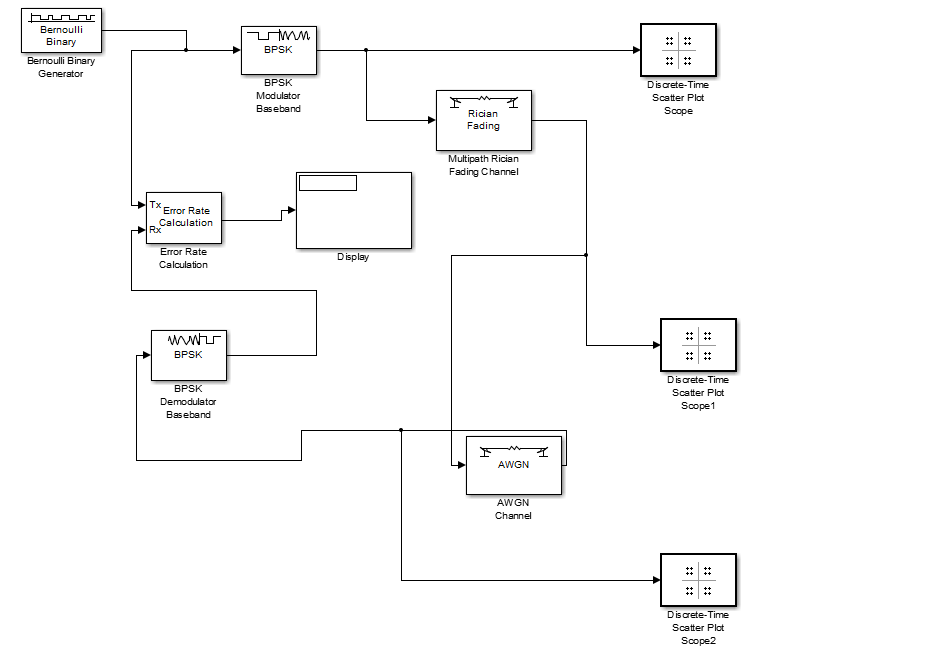 Bernoulli
Binary
Bernoulli Binary
Generator
BPSK
BPSK
Modulator
Baseband
Discrete-Time
Scatter Plot
Scope
Rician
Fading
Multipath Rician
Fading Channel
Tx
Rx
Error Rate
Calculation
Error Rate
Calculation
Display
BPSK
BPSK
Demodulator
Baseband
Discrete-Time
Scatter Plot
Scope1
AWGN
AWGN
Channel
Discrete-Time
Scatter Plot
Scope2